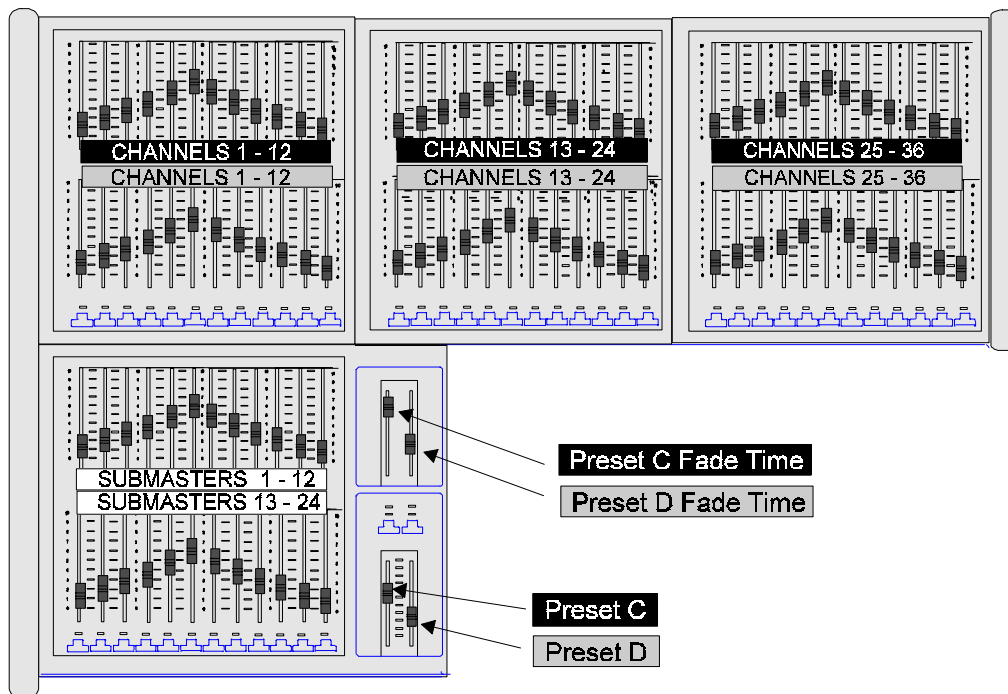 CHANNELS 1 - 12
CHANNELS 13 - 24
CHANNELS 25 - 36
CHANNELS 1 - 12
CHANNELS 13 - 24
CHANNELS 25 - 36
SUBMASTERS 1 - 12
SUBMASTERS 13 - 24
Preset C Fade Time
Preset D Fade Time
Preset C
Preset D